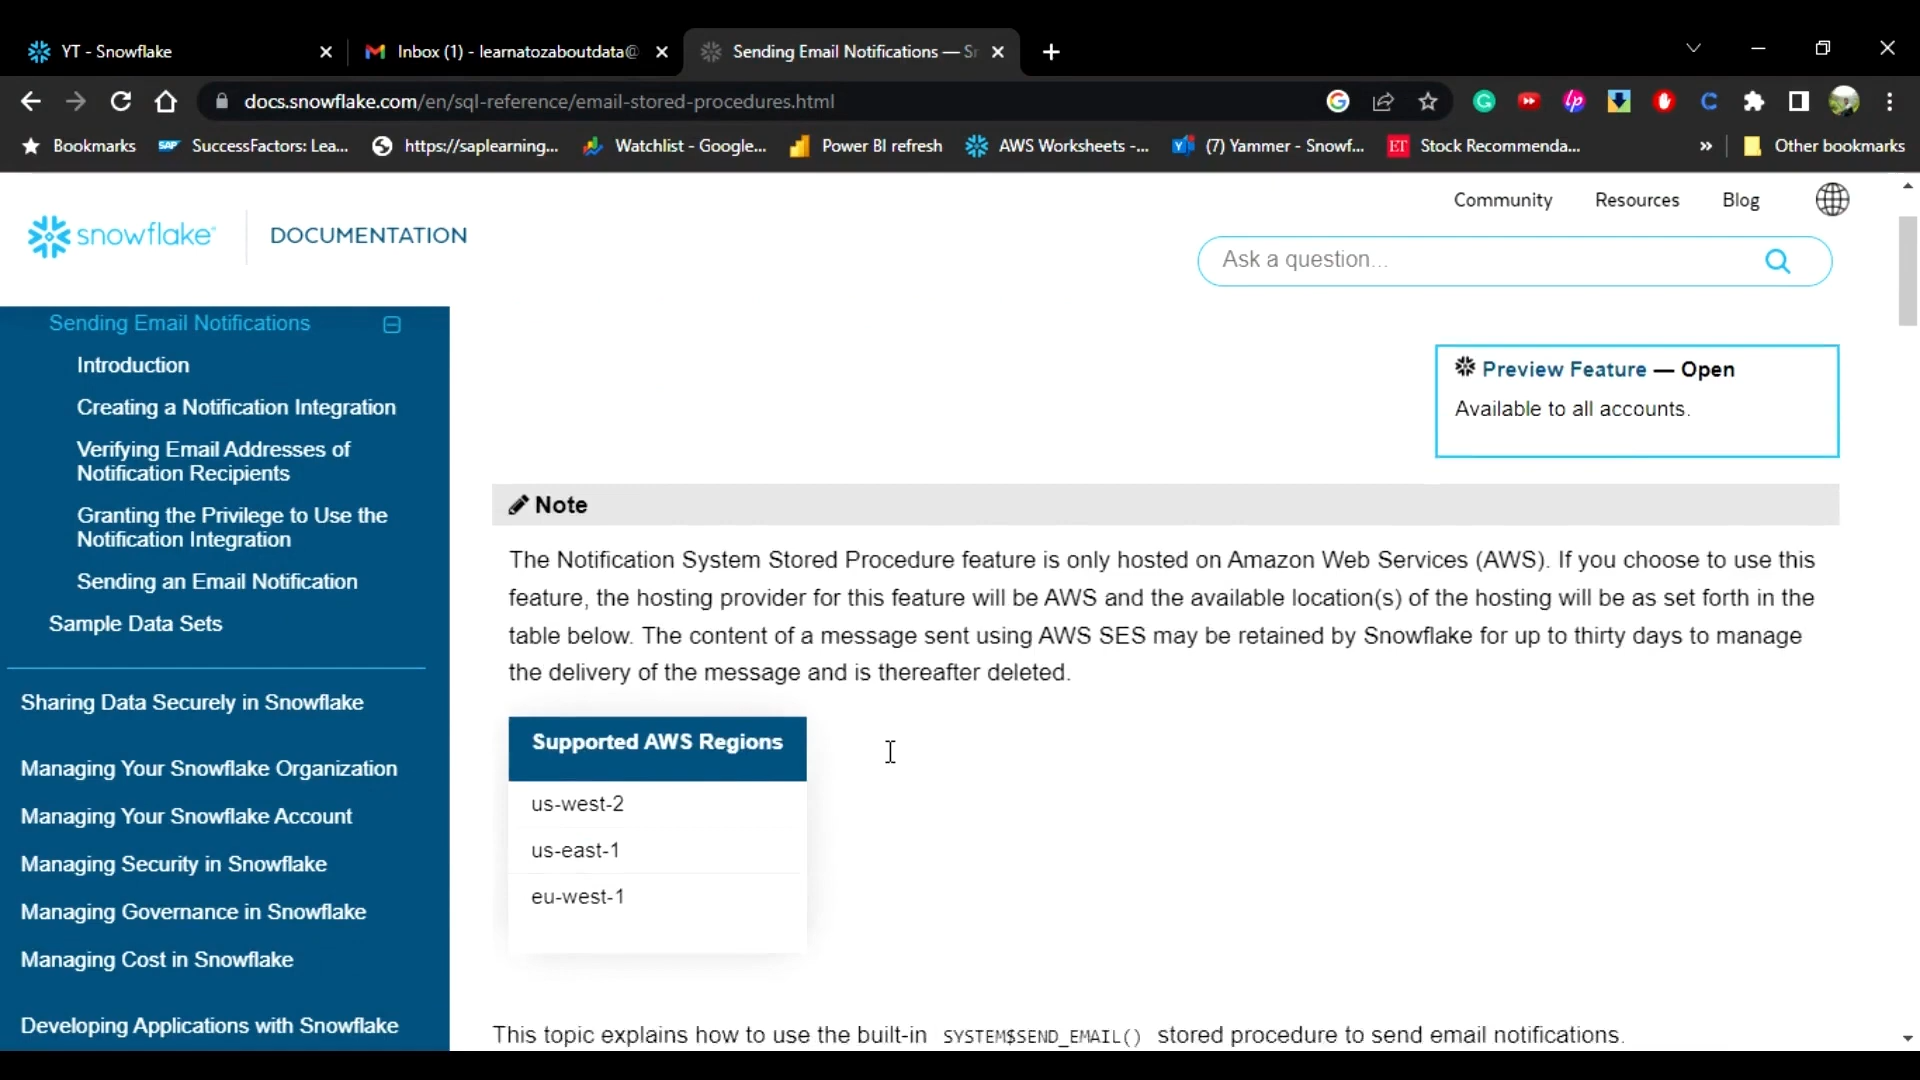 YT - Snowflake
Inbox (1) - learnatozaboutdata@
Sending Email Notifications — Sr
docs.snowflake.com/en/sql-reference/email-stored-procedures.html
Bookmarks
SuccessFactors: Lea...
https://saplearning...
Watchlist - Google...
Power BI refresh
AWS Worksheets -...
(7) Yammer - Snowf...
ET
Stock Recommenda...
»
Other bookmarks
Community
Resources
Blog
snowflake
DOCUMENTATION
Ask a question...
Sending Email Notifications
Introduction
Creating a Notification Integration
Verifying Email Addresses of
Notification Recipients
Granting the Privilege to Use the
Notification Integration
Sending an Email Notification
Sample Data Sets
Sharing Data Securely in Snowflake
Managing Your Snowflake Organization
Managing Your Snowflake Account
Managing Security in Snowflake
Managing Governance in Snowflake
Managing Cost in Snowflake
Developing Applications with Snowflake
Preview Feature — Open
Available to all accounts.
Note
The Notification System Stored Procedure feature is only hosted on Amazon Web Services (AWS). If you choose to use this
feature, the hosting provider for this feature will be AWS and the available location(s) of the hosting will be as set forth in the
table below. The content of a message sent using AWS SES may be retained by Snowflake for up to thirty days to manage
the delivery of the message and is thereafter deleted.
Supported AWS Regions
us-west-2
us-east-1
eu-west-1
This topic explains how to use the built-in SYSTEM$SEND_EMAIL() stored procedure to send email notifications.